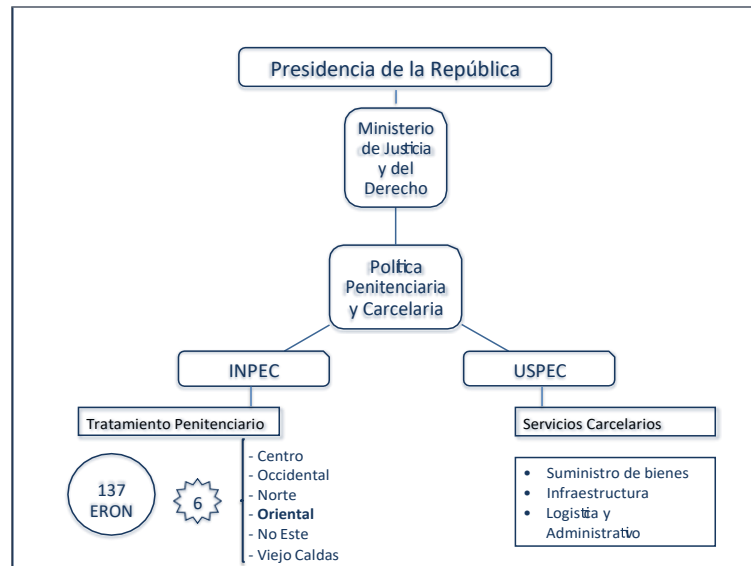 Presidencia de la República
Ministerio
de Justicia
y del
Derecho
Política
Penitenciaria
y Carcelaria
INPEC
USPEC
Tratamiento Penitenciario
Servicios Carcelarios
137
ERON
6
- Centro
- Occidental
- Norte
- Oriental
- No Este
- Viejo Caldas
• Suministro de bienes
• Infraestructura
• Logistia y
Administrativo